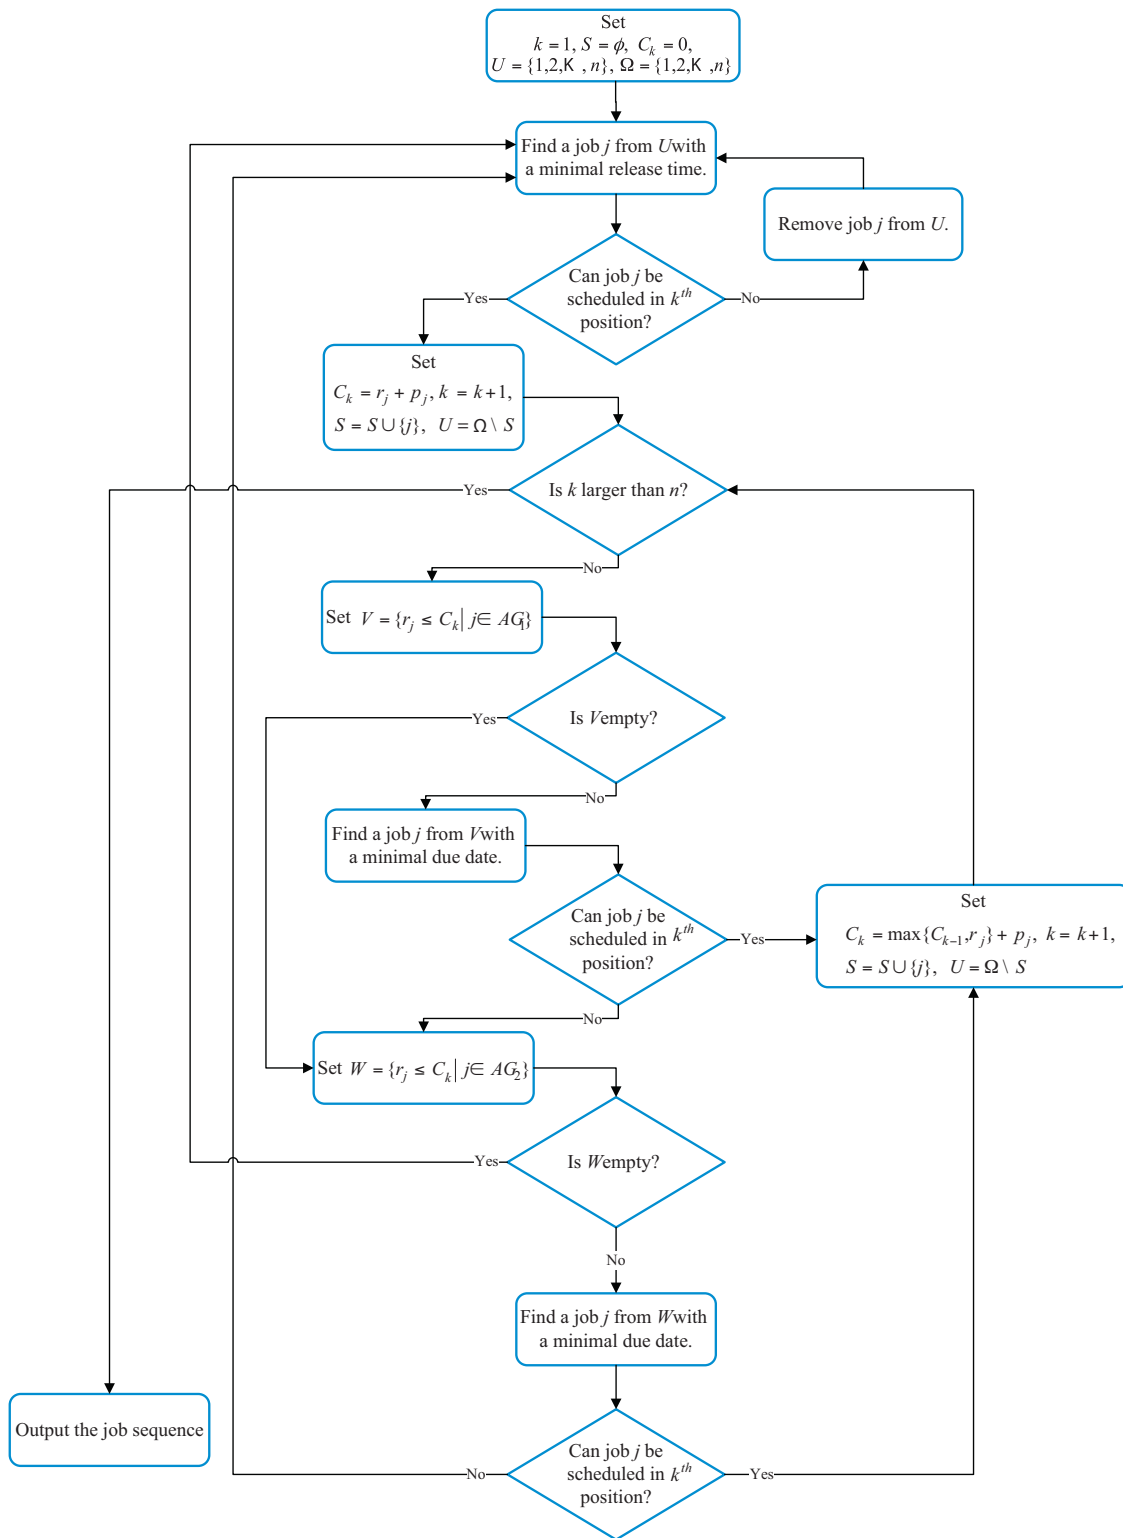 Set
k = 1, S = ϕ, C_k = 0,
U = {1,2,K , n}, Ω = {1,2,K ,n}
Find a job j from U with
a minimal release time.
Remove job j from U.
Can job j be
scheduled in k^th
position?
Yes
No
Set
C_k = r_j + p_j, k = k+1,
S = S ∪ {j}, U = Ω \ S
Yes
Is k larger than n?
No
Set V = {r_j ≤ C_k | j ∈ AG_1}
Yes
Is V empty?
No
Find a job j from V with
a minimal due date.
Can job j be
scheduled in k^th
position?
Yes
Set
C_k = max{C_{k−1}, r_j} + p_j, k = k+1,
S = S ∪ {j}, U = Ω \ S
No
Set W = {r_j ≤ C_k | j ∈ AG_2}
Yes
Is W empty?
No
Find a job j from W with
a minimal due date.
Output the job sequence
Can job j be
scheduled in k^th
position?
No
Yes